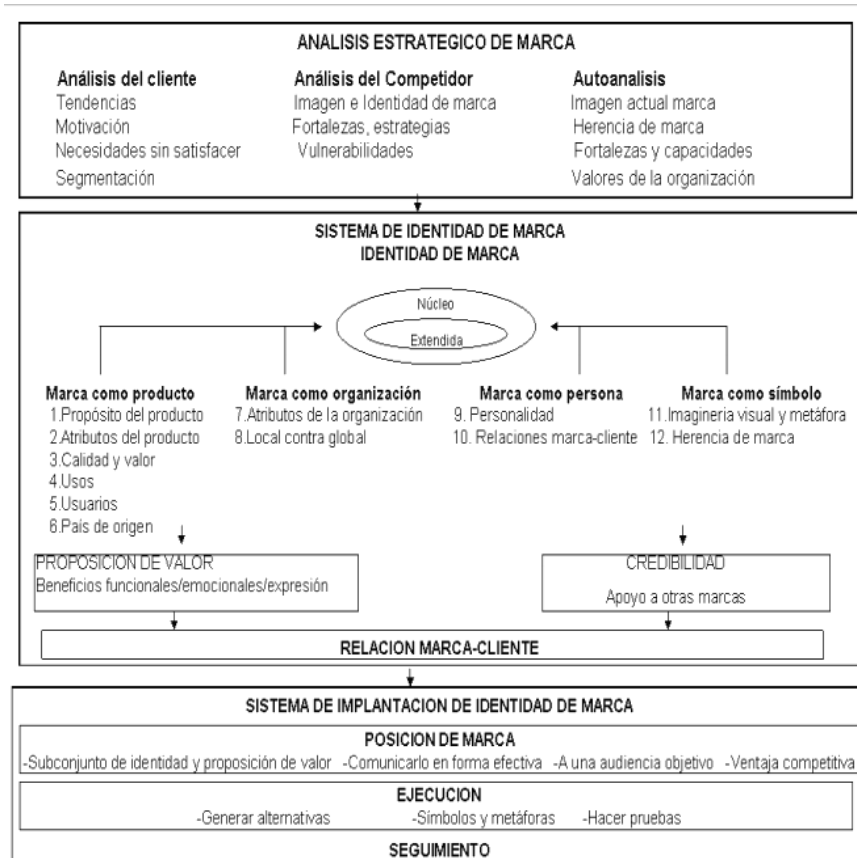 ANALISIS ESTRATEGICO DE MARCA
Análisis del cliente
Tendencias
Motivación
Necesidades sin satisfacer
Segmentación
Análisis del Competidor
Imagen e Identidad de marca
Fortalezas, estrategias
Vulnerabilidades
Autoanalisis
Imagen actual marca
Herencia de marca
Fortalezas y capacidades
Valores de la organización
SISTEMA DE IDENTIDAD DE MARCA
IDENTIDAD DE MARCA
Núcleo
Extendida
Marca como producto
1.Propósito del producto
2.Atributos del producto
3.Calidad y valor
4.Usos
5.Usuarios
6.País de origen
Marca como organización
7.Atributos de la organización
8.Local contra global
Marca como persona
9. Personalidad
10. Relaciones marca-cliente
Marca como símbolo
11.Imagineria visual y metáfora
12. Herencia de marca
PROPOSICION DE VALOR
Beneficios funcionales/emocionales/expresión
CREDIBILIDAD
Apoyo a otras marcas
RELACION MARCA-CLIENTE
SISTEMA DE IMPLANTACION DE IDENTIDAD DE MARCA
POSICION DE MARCA
-Subconjunto de identidad y proposición de valor -Comunicarlo en forma efectiva -A una audiencia objetivo -Ventaja competitiva
EJECUCION
-Generar alternativas -Símbolos y metáforas -Hacer pruebas
SEGUIMIENTO